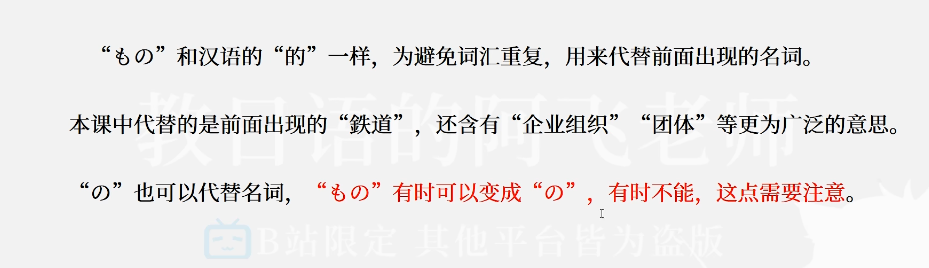 “もの”和汉语的“的”一样，为避免词汇重复，用来代替前面出现的名词。
本课中代替的是前面出现的“鉄道”，还含有“企业组织”“团体”等更为广泛的意思。
“の”也可以代替名词，“もの”有时可以变成“の”，有时不能，这点需要注意。
教日语的阿飞老师
B站限定 其他平台皆为盗版